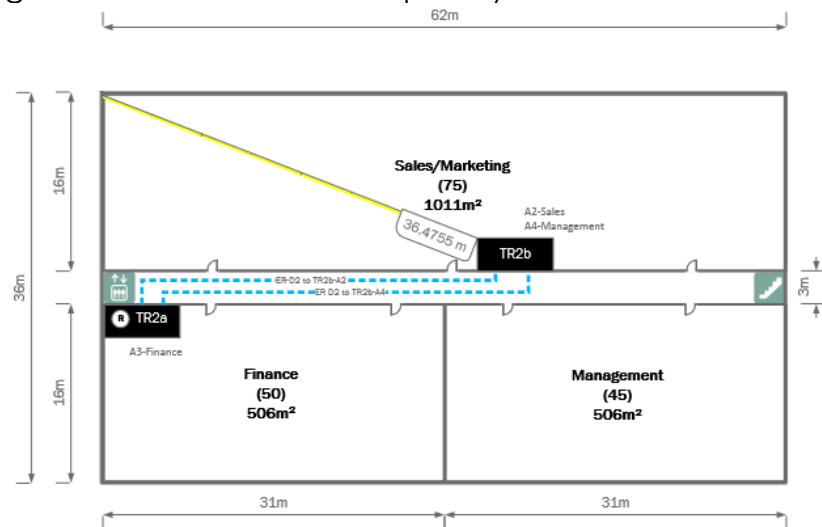 62m
36m
16m
Sales/Marketing
(75)
1011m²
36.4755 m
A2-Sales
A4-Management
TR2b
ER-D2 to TR2b-A2
ER D2 to TR2b-A4
3m
R TR2a
A3-Finance
16m
Finance
(50)
506m²
Management
(45)
506m²
31m
31m